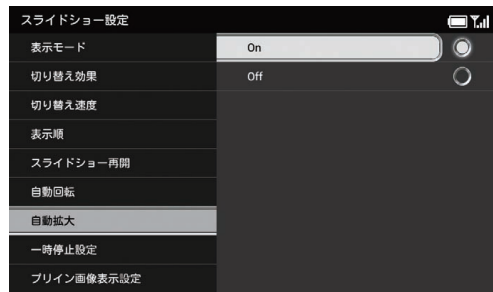 スライドショー設定
表示モード
On
切り替え効果
Off
切り替え速度
表示順
スライドショー再開
自動回転
自動拡大
一時停止設定
プリイン画像表示設定